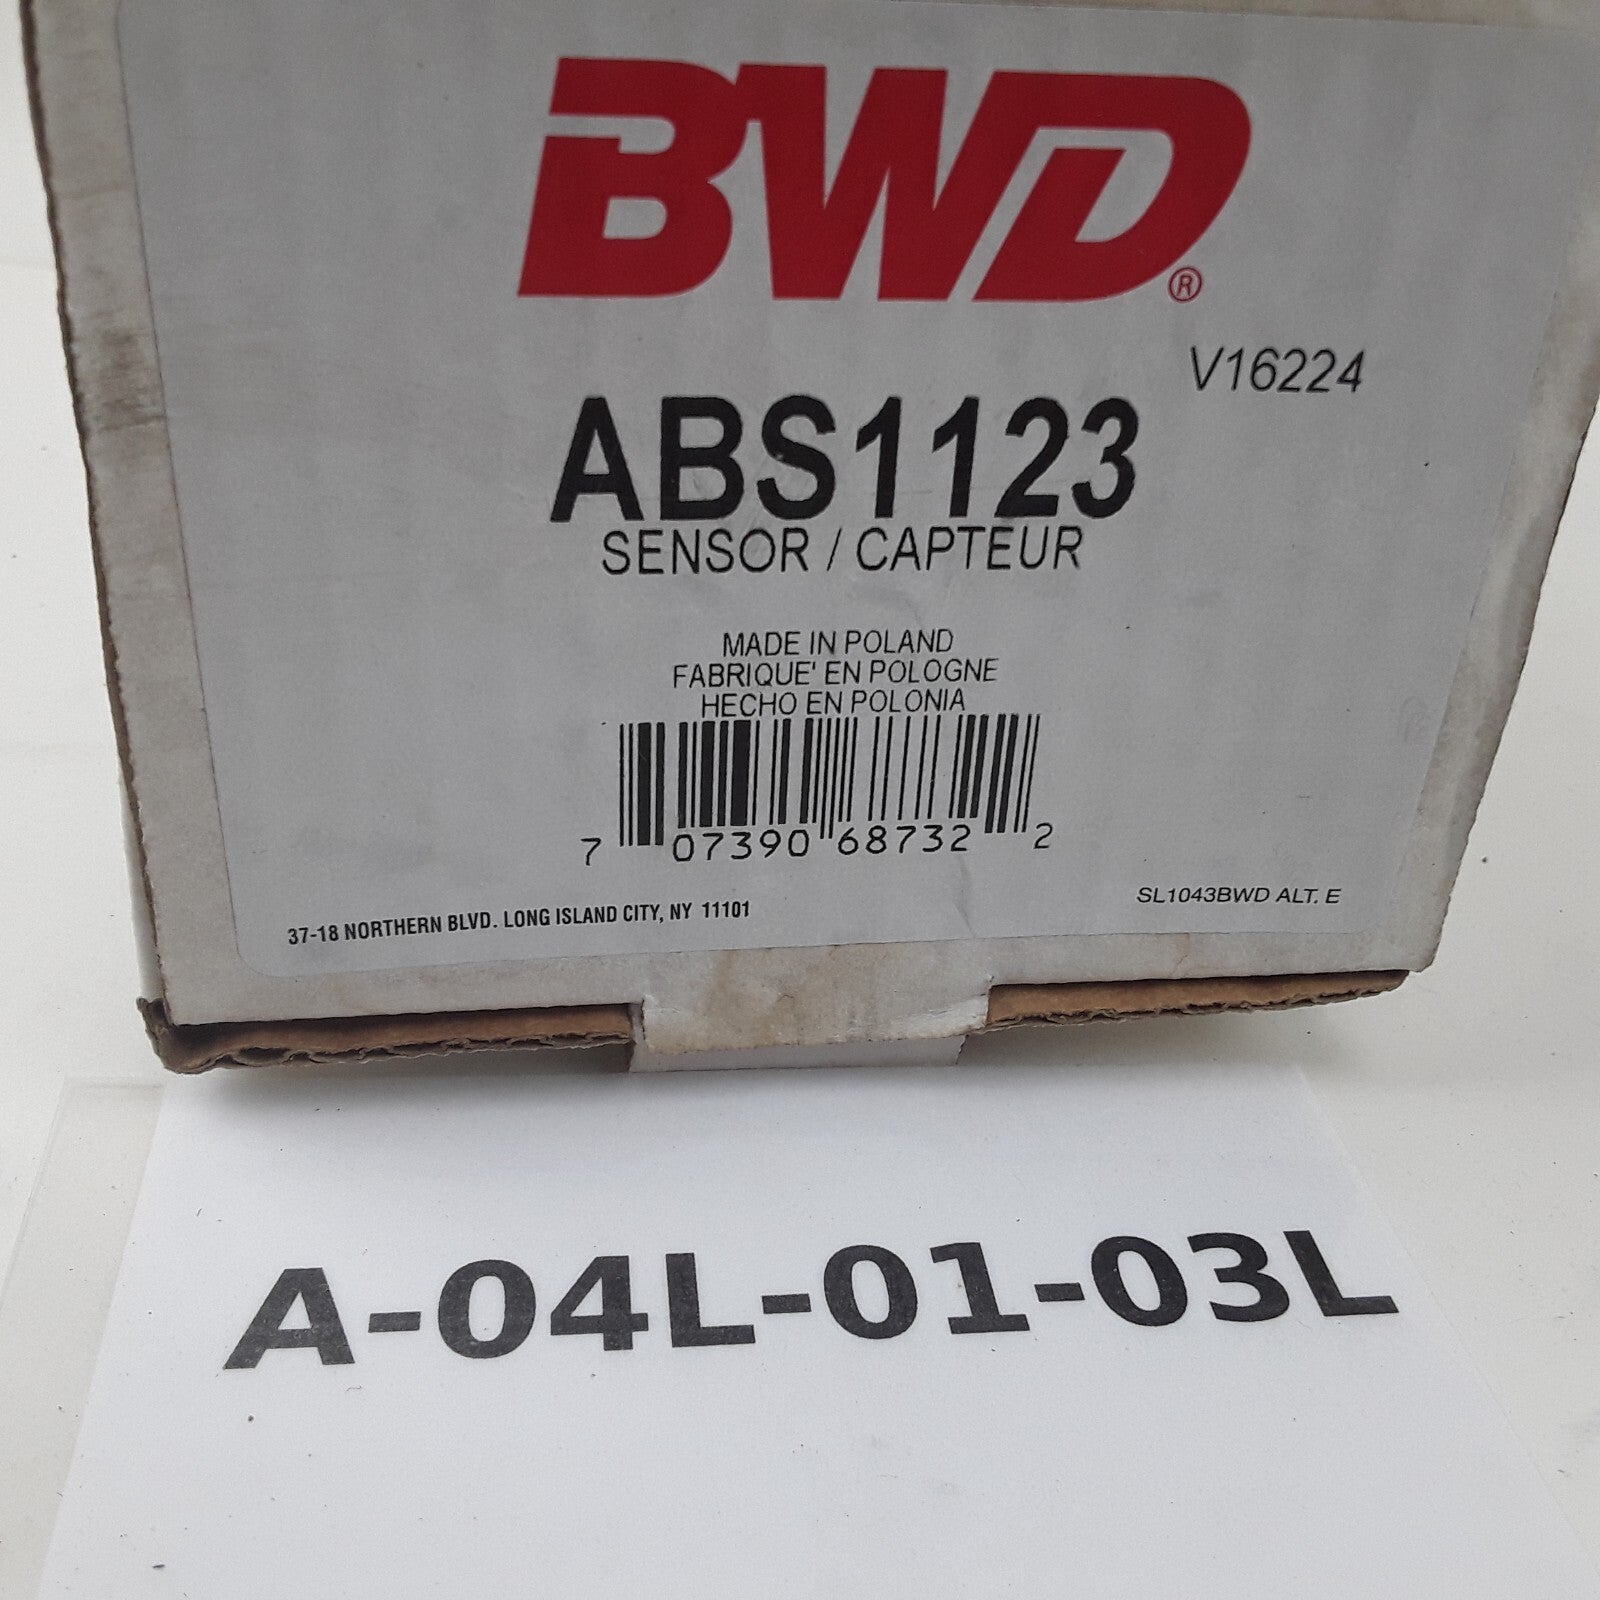 BWD®
V16224
ABS1123
SENSOR / CAPTEUR
MADE IN POLAND
FABRIQUE' EN POLOGNE
HECHO EN POLONIA
7 07390 68732 2
SL1043BWD ALT. E
37-18 NORTHERN BLVD. LONG ISLAND CITY, NY 11101
A-04L-01-03L